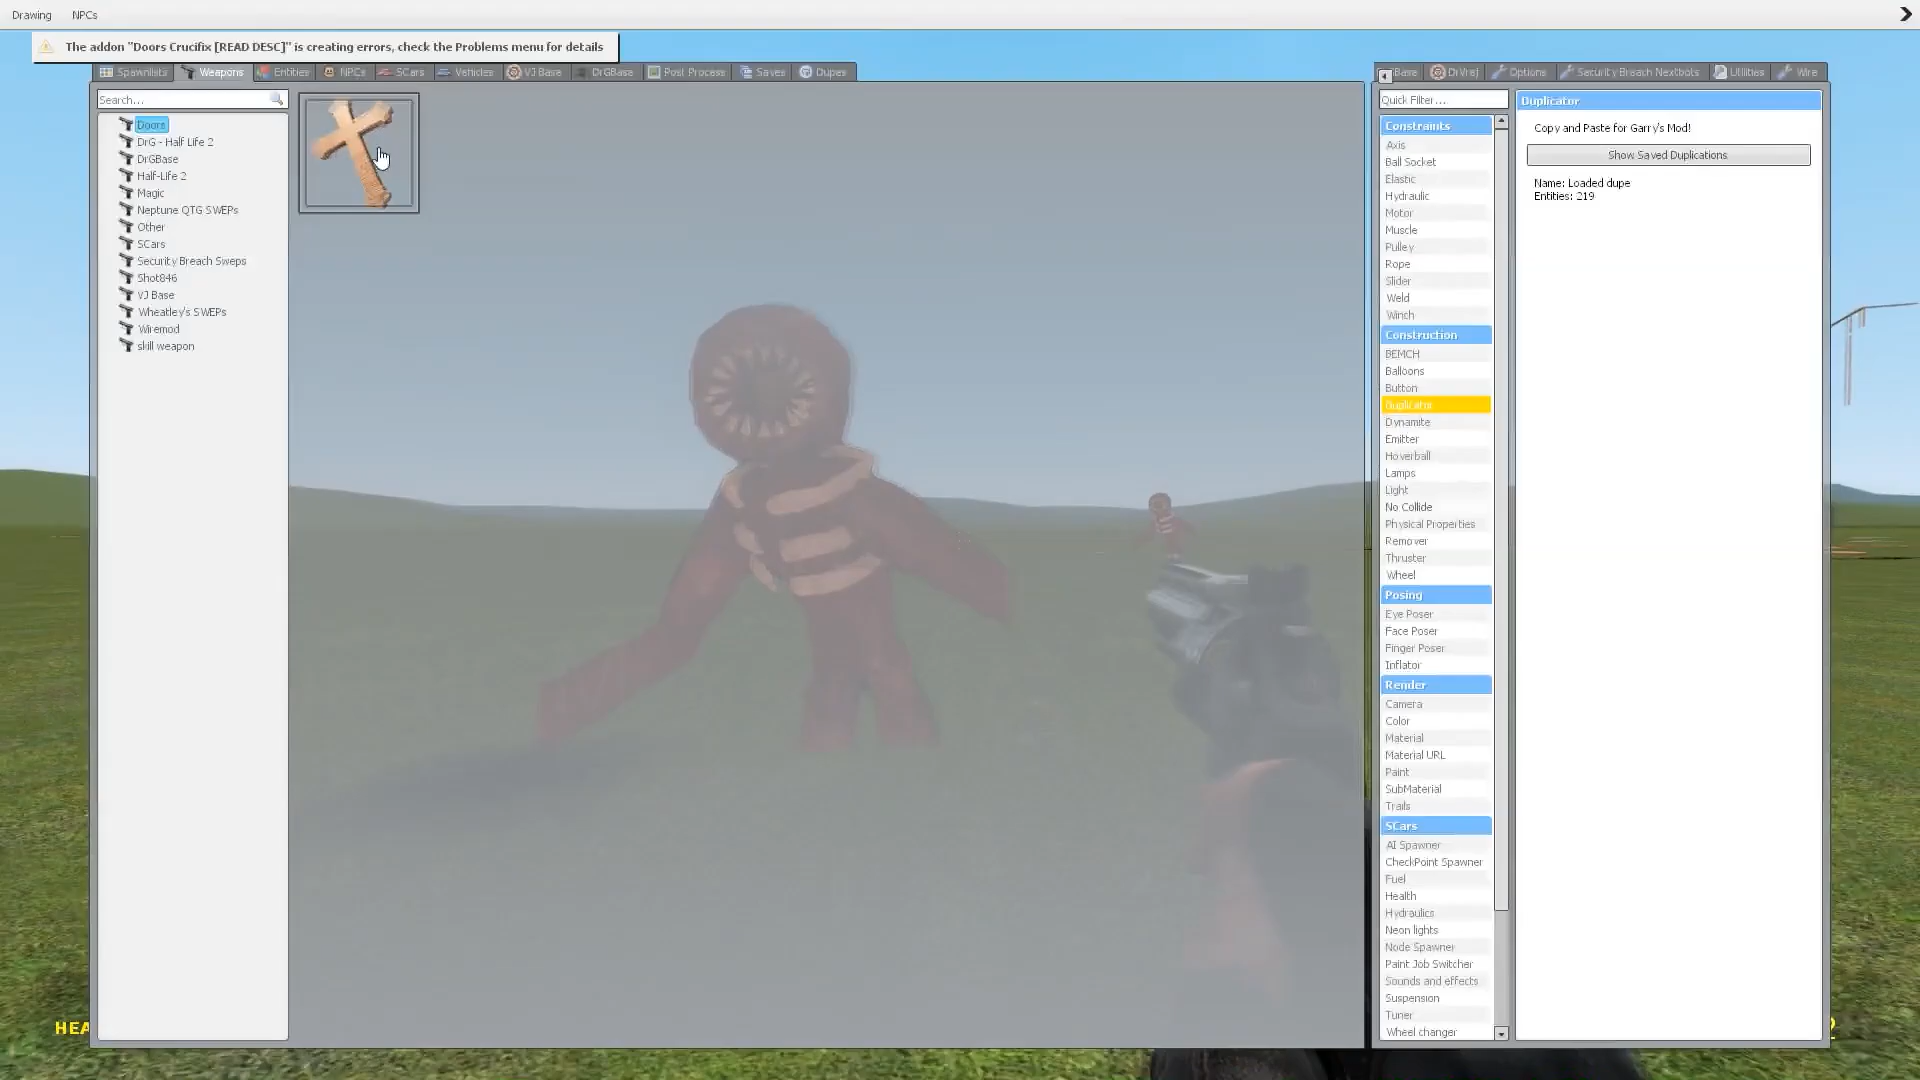 Drawing NPCs
The addon "Doors Crucifix [READ DESC]" is creating errors, check the Problems menu for details
Spawnlists Weapons Entities NPCs SCars Vehicles VJ Base DrGBase Post Process Saves Dupes
Base DrVrej Options Security Breach Nextbots Utilities Wire
Search...
Doors
DrG - Half Life 2
DrGBase
Half-Life 2
Magic
Neptune QTG SWEPs
Other
SCars
Security Breach Sweps
Shot846
VJ Base
Wheatley's SWEPs
Wiremod
skill weapon
Quick Filter ...
Constraints
Axis
Ball Socket
Elastic
Hydraulic
Motor
Muscle
Pulley
Rope
Slider
Weld
Winch
Construction
BEMCH
Balloons
Button
Duplicator
Dynamite
Emitter
Hoverball
Lamps
Light
No Collide
Physical Properties
Remover
Thruster
Wheel
Posing
Eye Poser
Face Poser
Finger Poser
Inflator
Render
Camera
Color
Material
Material URL
Paint
SubMaterial
Trails
SCars
AI Spawner
CheckPoint Spawner
Fuel
Health
Hydraulics
Neon lights
Node Spawner
Paint Job Switcher
Sounds and effects
Suspension
Tuner
Wheel changer
Duplicator
Copy and Paste for Garry's Mod!
Show Saved Duplications
Name: Loaded dupe
Entities: 219
HEA